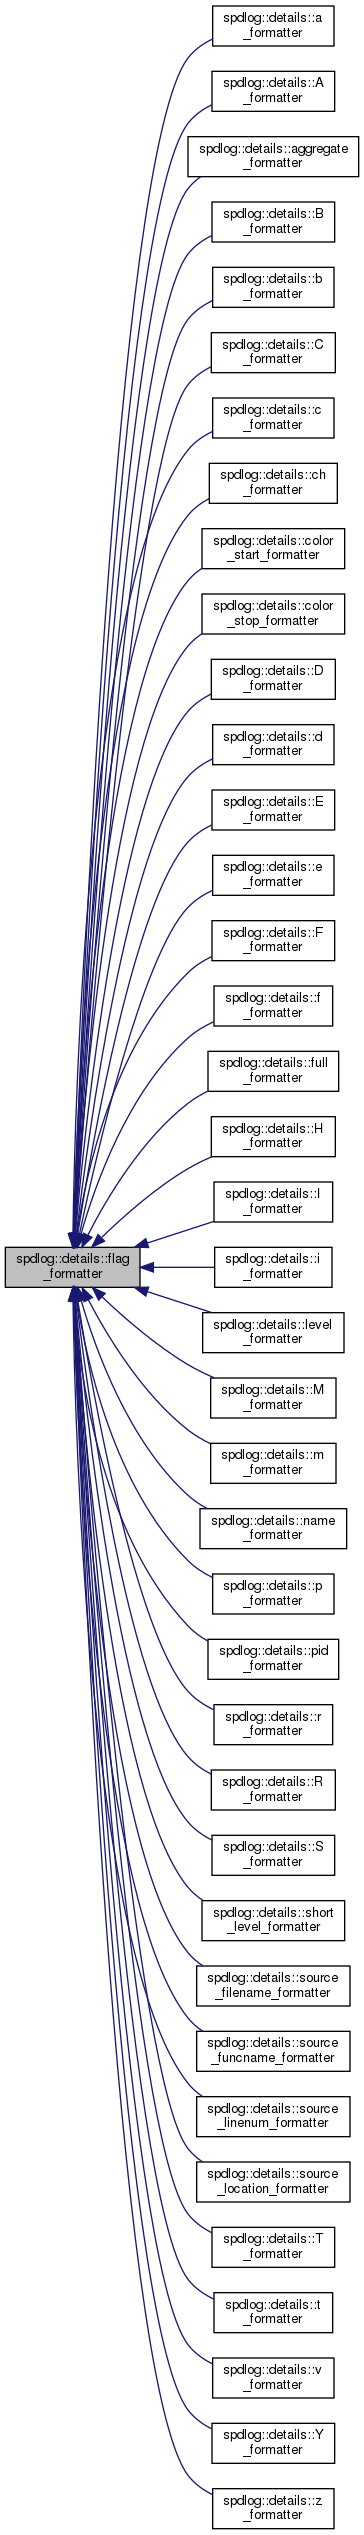 spdlog::details::a
_formatter
spdlog::details::A
_formatter
spdlog::details::aggregate
_formatter
spdlog::details::B
_formatter
spdlog::details::b
_formatter
spdlog::details::C
_formatter
spdlog::details::c
_formatter
spdlog::details::ch
_formatter
spdlog::details::color
_start_formatter
spdlog::details::color
_stop_formatter
spdlog::details::D
_formatter
spdlog::details::d
_formatter
spdlog::details::E
_formatter
spdlog::details::e
_formatter
spdlog::details::F
_formatter
spdlog::details::f
_formatter
spdlog::details::full
_formatter
spdlog::details::H
_formatter
spdlog::details::I
_formatter
spdlog::details::flag
_formatter
spdlog::details::i
_formatter
spdlog::details::level
_formatter
spdlog::details::M
_formatter
spdlog::details::m
_formatter
spdlog::details::name
_formatter
spdlog::details::p
_formatter
spdlog::details::pid
_formatter
spdlog::details::r
_formatter
spdlog::details::R
_formatter
spdlog::details::S
_formatter
spdlog::details::short
_level_formatter
spdlog::details::source
_filename_formatter
spdlog::details::source
_funcname_formatter
spdlog::details::source
_linenum_formatter
spdlog::details::source
_location_formatter
spdlog::details::T
_formatter
spdlog::details::t
_formatter
spdlog::details::v
_formatter
spdlog::details::Y
_formatter
spdlog::details::z
_formatter